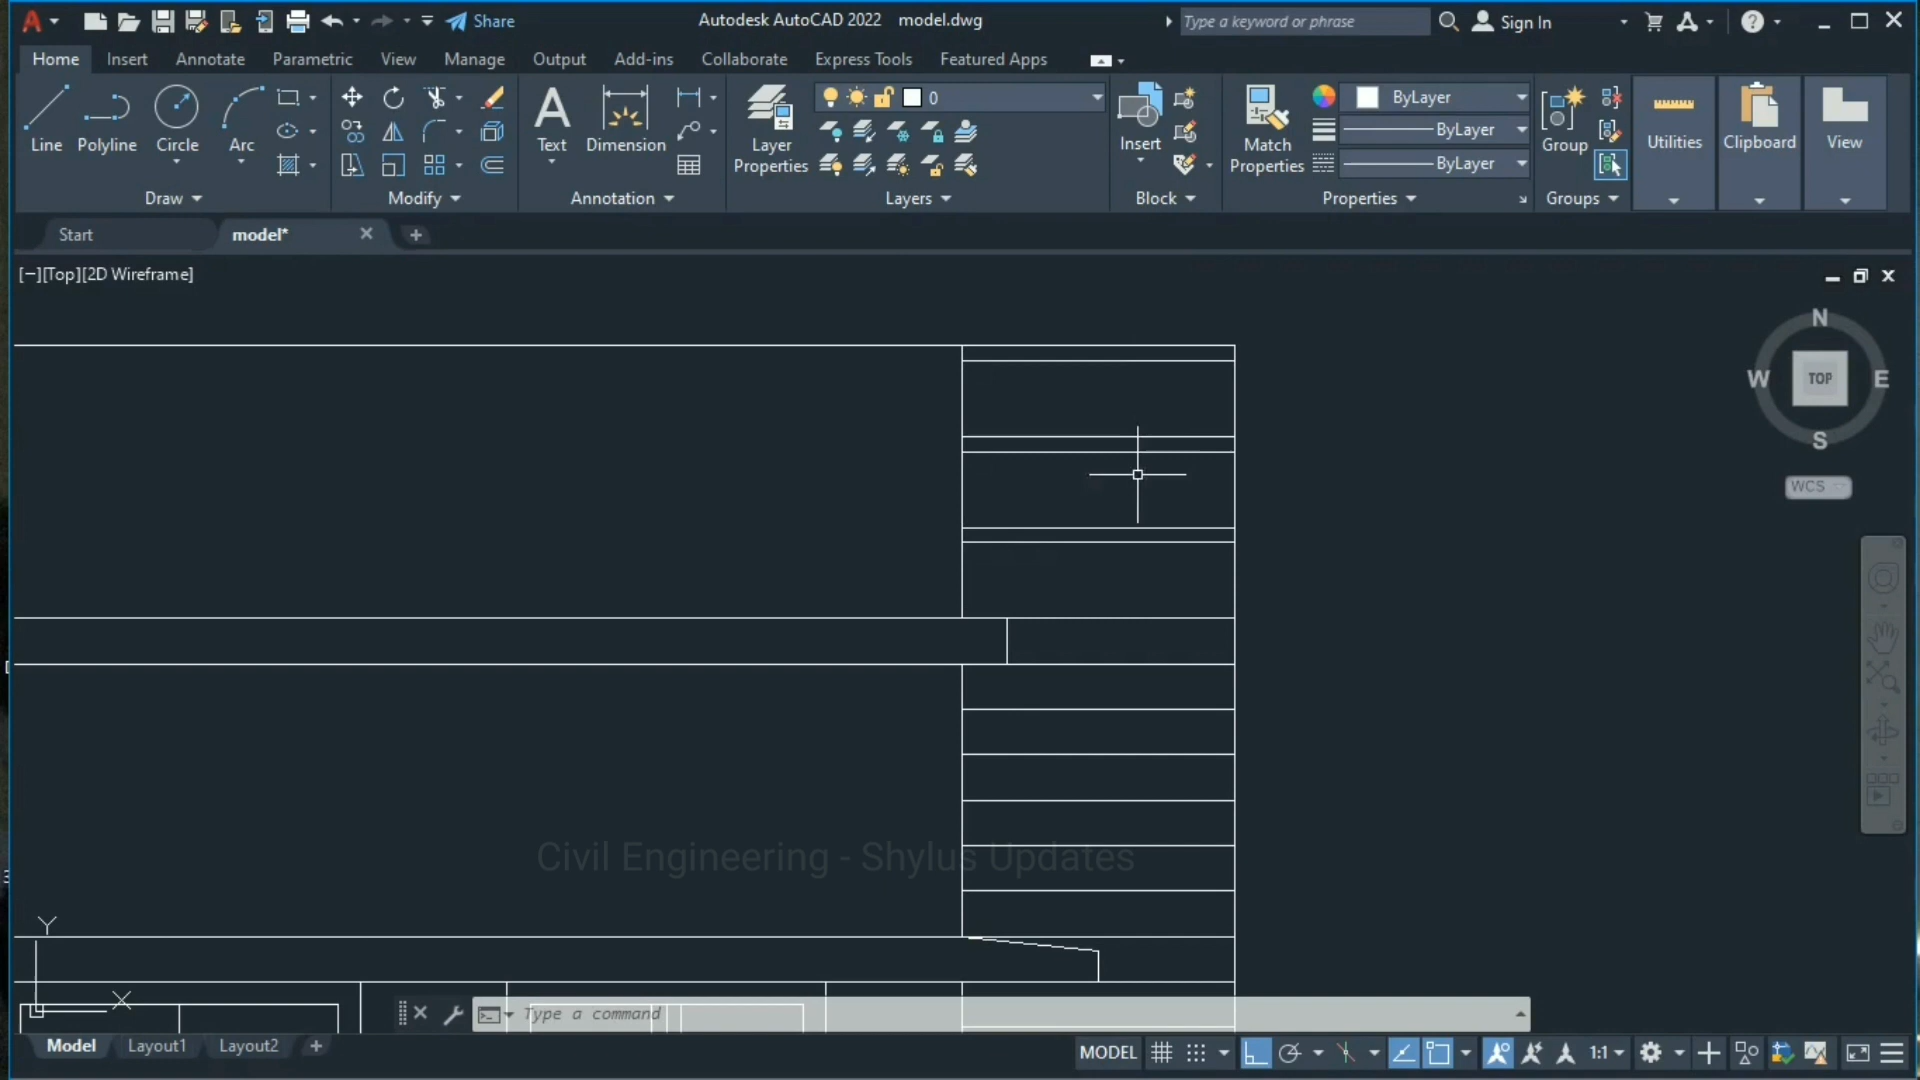 Share
Autodesk AutoCAD 2022 model.dwg
Type a keyword or phrase
Sign In
Home Insert Annotate Parametric View Manage Output Add-ins Collaborate Express Tools Featured Apps
Line Polyline Circle Arc
Text Dimension
Layer Properties
0
Insert
Match Properties
ByLayer
ByLayer
ByLayer
Group
Utilities
Clipboard
View
Draw Modify Annotation Layers Block Properties Groups
Start
model*
[−][Top][2D Wireframe]
N
W TOP E
S
WCS
Civil Engineering - Shylus Updates
Y
X
Type a command
Model Layout1 Layout2
MODEL
1:1